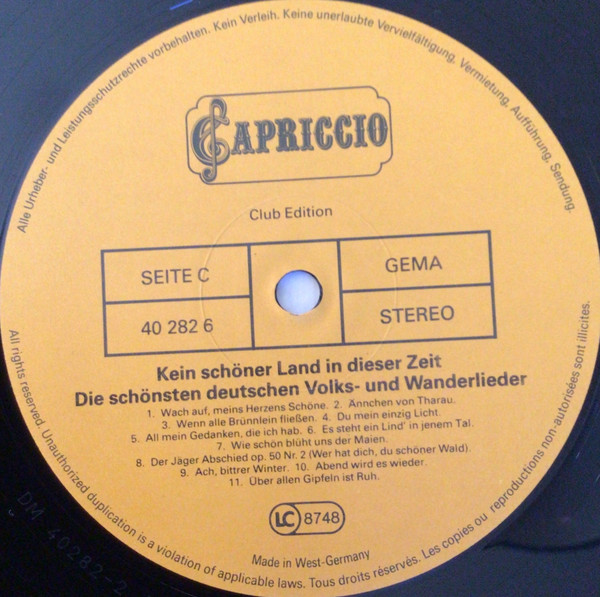 Alle Urheber- und Leistungsschutzrechte vorbehalten. Kein Verleih. Keine unerlaubte Vervielfältigung, Vermietung, Aufführung, Sendung.
CAPRICCIO
Club Edition
SEITE C
GEMA
40 282 6
STEREO
Kein schöner Land in dieser Zeit
Die schönsten deutschen Volks- und Wanderlieder
1. Wach auf, meins Herzens Schöne. 2. Ännchen von Tharau.
3. Wenn alle Brünnlein fließen. 4. Du mein einzig Licht.
5. All mein Gedanken, die ich hab. 6. Es steht ein Lind' in jenem Tal.
7. Wie schön blüht uns der Maien.
8. Der Jäger Abschied op. 50 Nr. 2 (Wer hat dich, du schöner Wald).
9. Ach, bittrer Winter. 10. Abend wird es wieder.
11. Über allen Gipfeln ist Ruh.
LC 8748
Made in West-Germany
All rights reserved. Unauthorized duplication is a violation of applicable laws. Tous droits réservés. Les copies ou reproductions non-autorisées sont illicites.
DM 40282-2